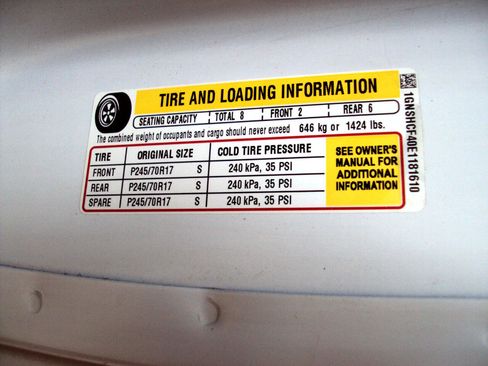 TIRE AND LOADING INFORMATION
SEATING CAPACITY TOTAL 8 FRONT 2 REAR 6
The combined weight of occupants and cargo should never exceed 646 kg or 1424 lbs.
TIRE ORIGINAL SIZE COLD TIRE PRESSURE
FRONT P245/70R17 S 240 kPa, 35 PSI
REAR P245/70R17 S 240 kPa, 35 PSI
SPARE P245/70R17 S 240 kPa, 35 PSI
SEE OWNER'S
MANUAL FOR
ADDITIONAL
INFORMATION
1GNSHCF40E1181610